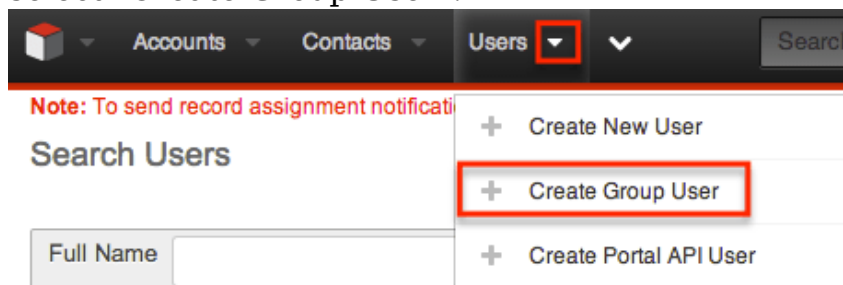 Accounts Contacts Users Search
Note: To send record assignment notificati
Create New User
Search Users
Create Group User
Full Name
Create Portal API User